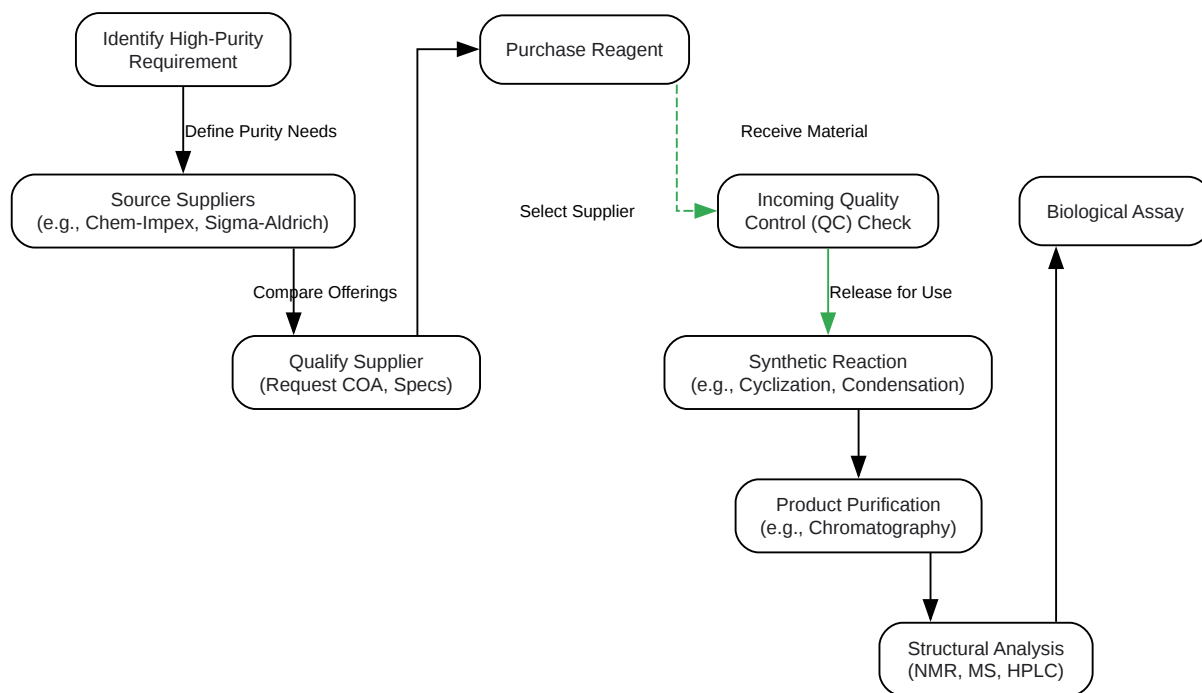 Identify High-Purity
Requirement
Define Purity Needs
Source Suppliers
(e.g., Chem-Impex, Sigma-Aldrich)
Compare Offerings
Qualify Supplier
(Request COA, Specs)
Select Supplier
Purchase Reagent
Receive Material
Incoming Quality
Control (QC) Check
Release for Use
Synthetic Reaction
(e.g., Cyclization, Condensation)
Product Purification
(e.g., Chromatography)
Structural Analysis
(NMR, MS, HPLC)
Biological Assay